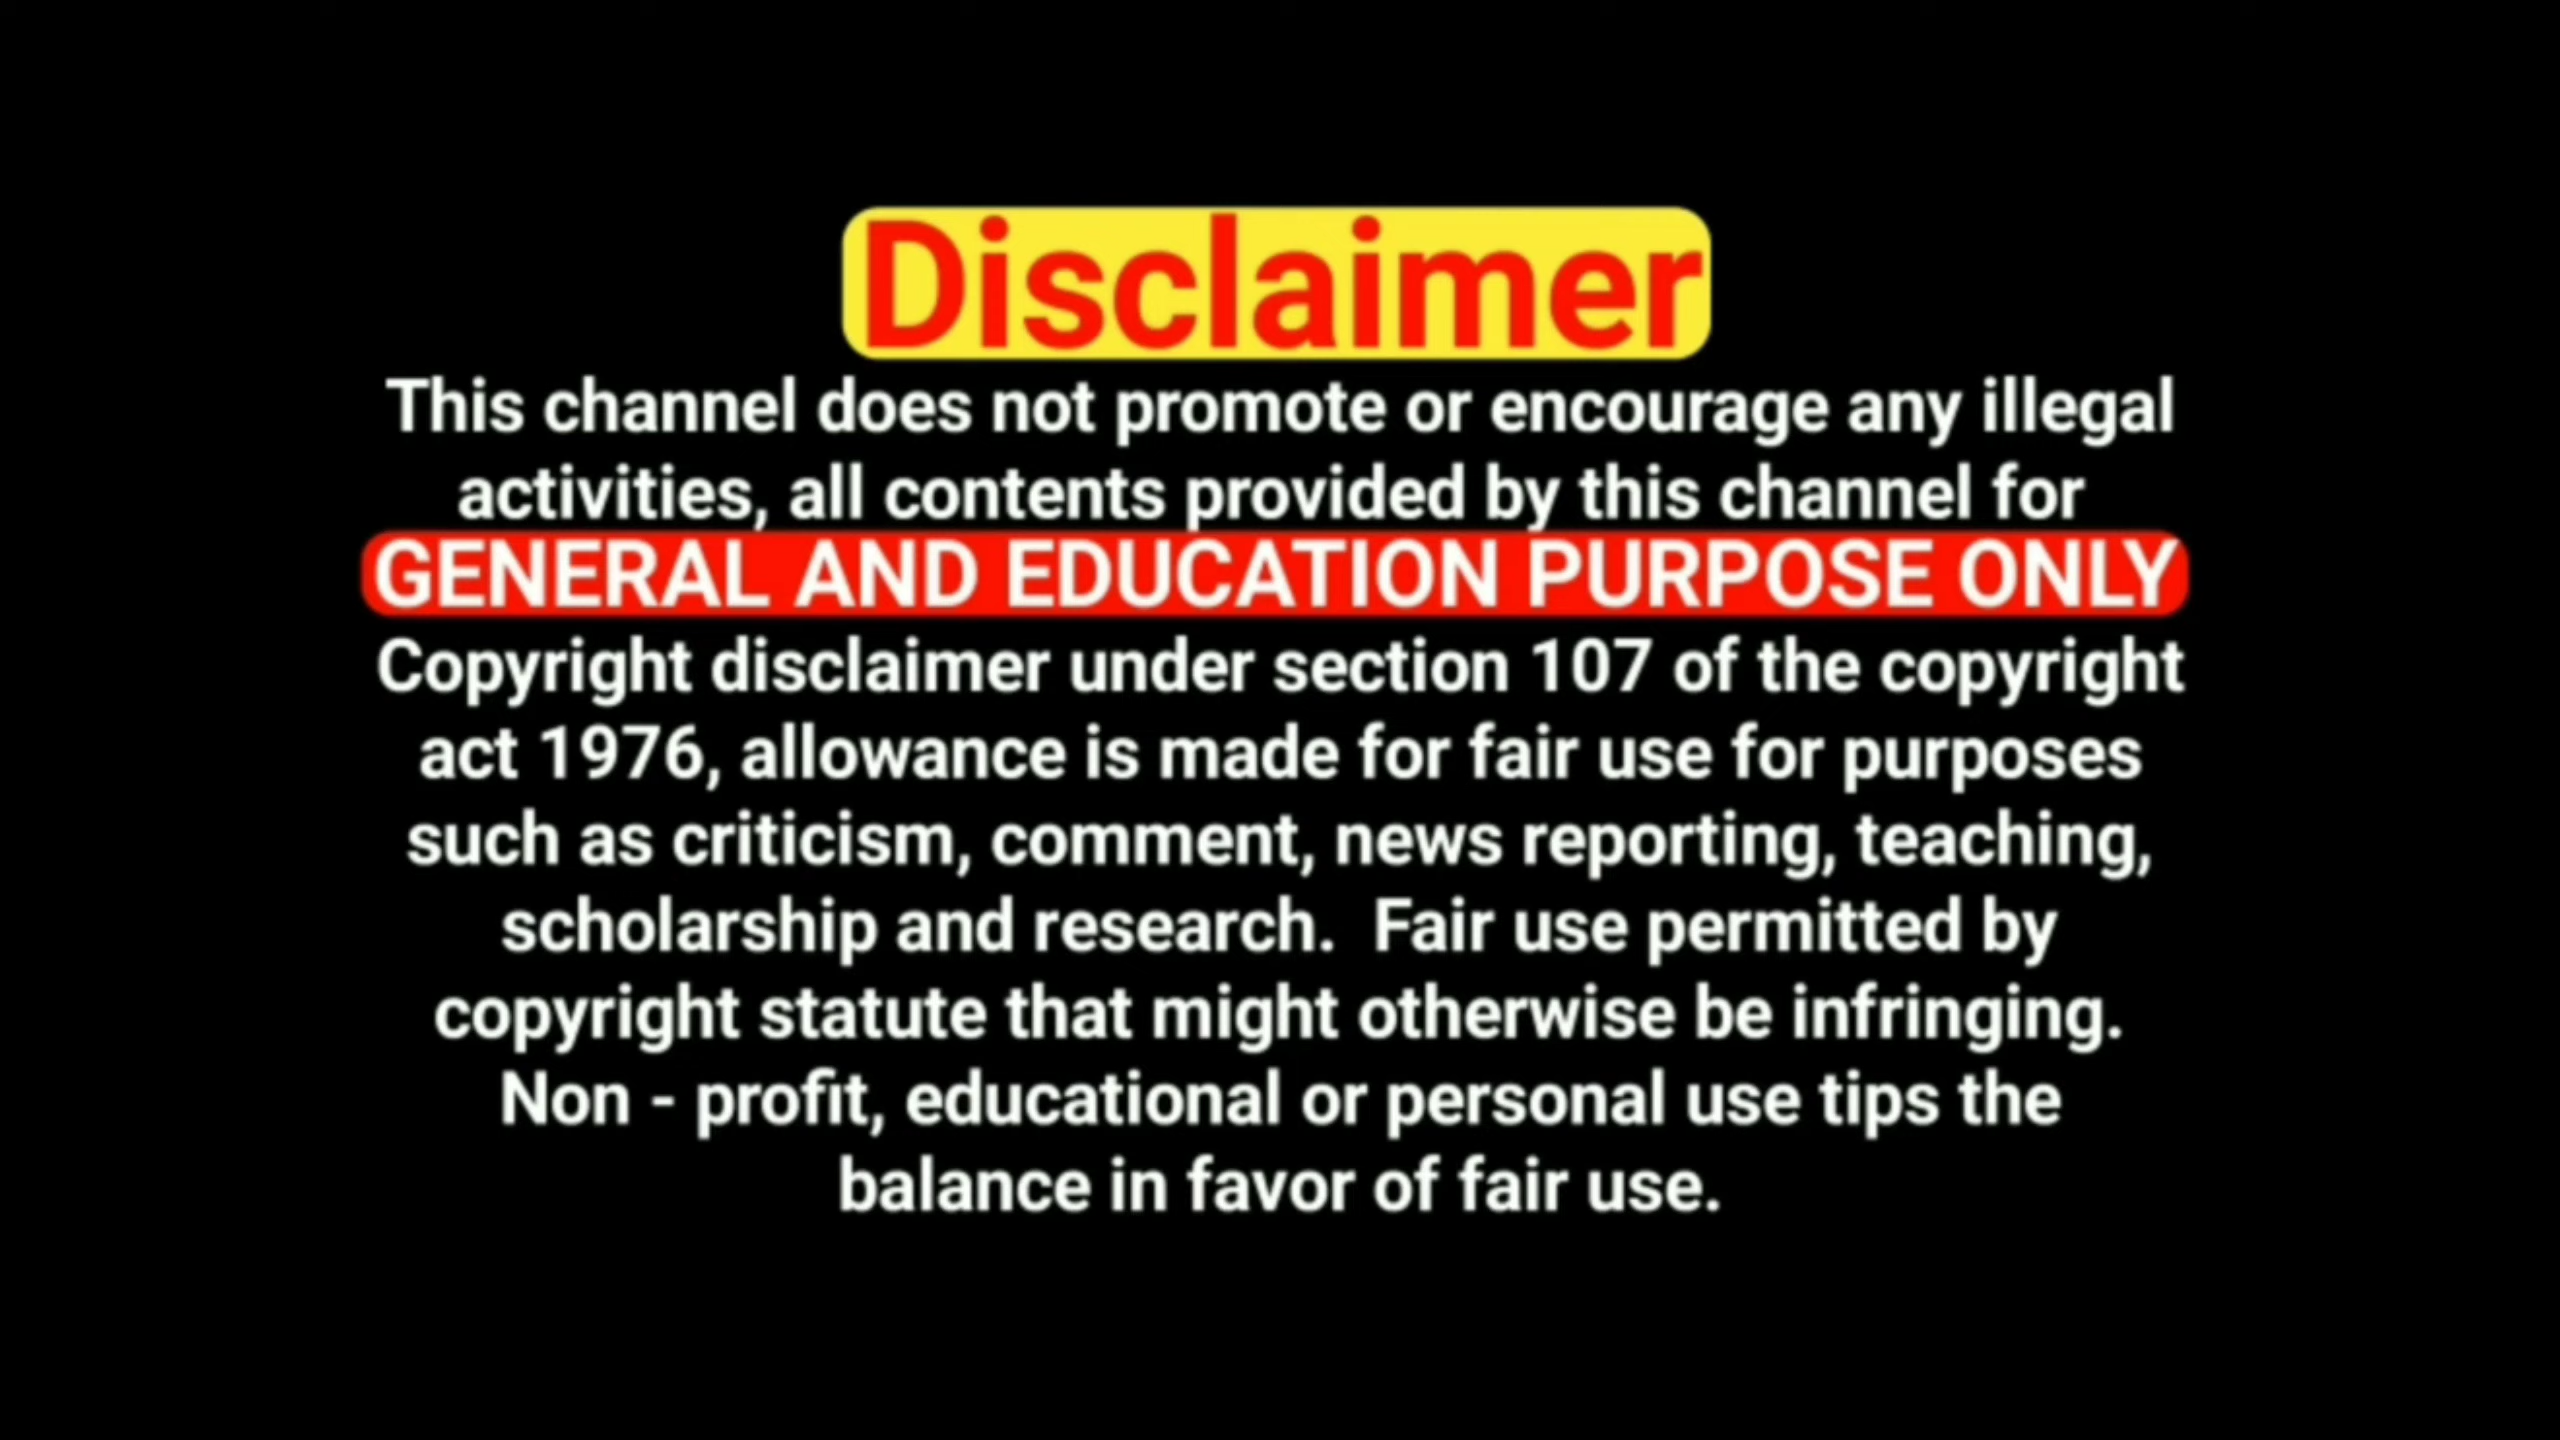 Disclaimer
This channel does not promote or encourage any illegal
activities, all contents provided by this channel for
GENERAL AND EDUCATION PURPOSE ONLY
Copyright disclaimer under section 107 of the copyright
act 1976, allowance is made for fair use for purposes
such as criticism, comment, news reporting, teaching,
scholarship and research.  Fair use permitted by
copyright statute that might otherwise be infringing.
Non - profit, educational or personal use tips the
balance in favor of fair use.